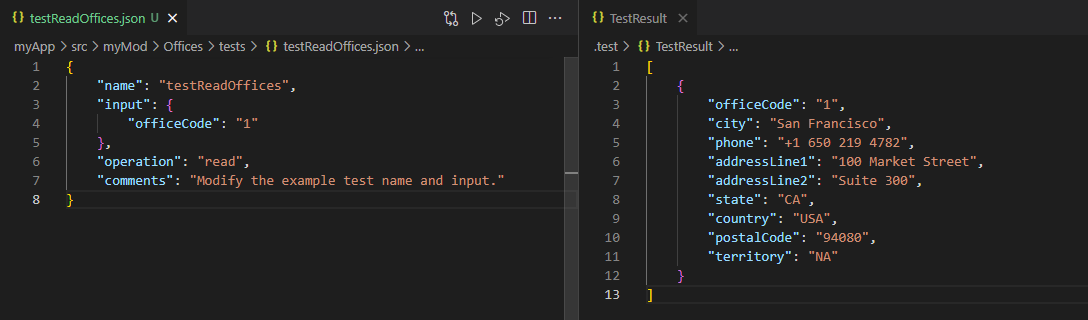 {} testReadOffices.json U ×
myApp > src > myMod > Offices > tests > {} testReadOffices.json > ...
1 {
2 "name": "testReadOffices",
3 "input": {
4 "officeCode": "1"
5 },
6 "operation": "read",
7 "comments": "Modify the example test name and input."
8 }
{} TestResult ×
.test > {} TestResult > ...
1 [
2 {
3 "officeCode": "1",
4 "city": "San Francisco",
5 "phone": "+1 650 219 4782",
6 "addressLine1": "100 Market Street",
7 "addressLine2": "Suite 300",
8 "state": "CA",
9 "country": "USA",
10 "postalCode": "94080",
11 "territory": "NA"
12 }
13 ]